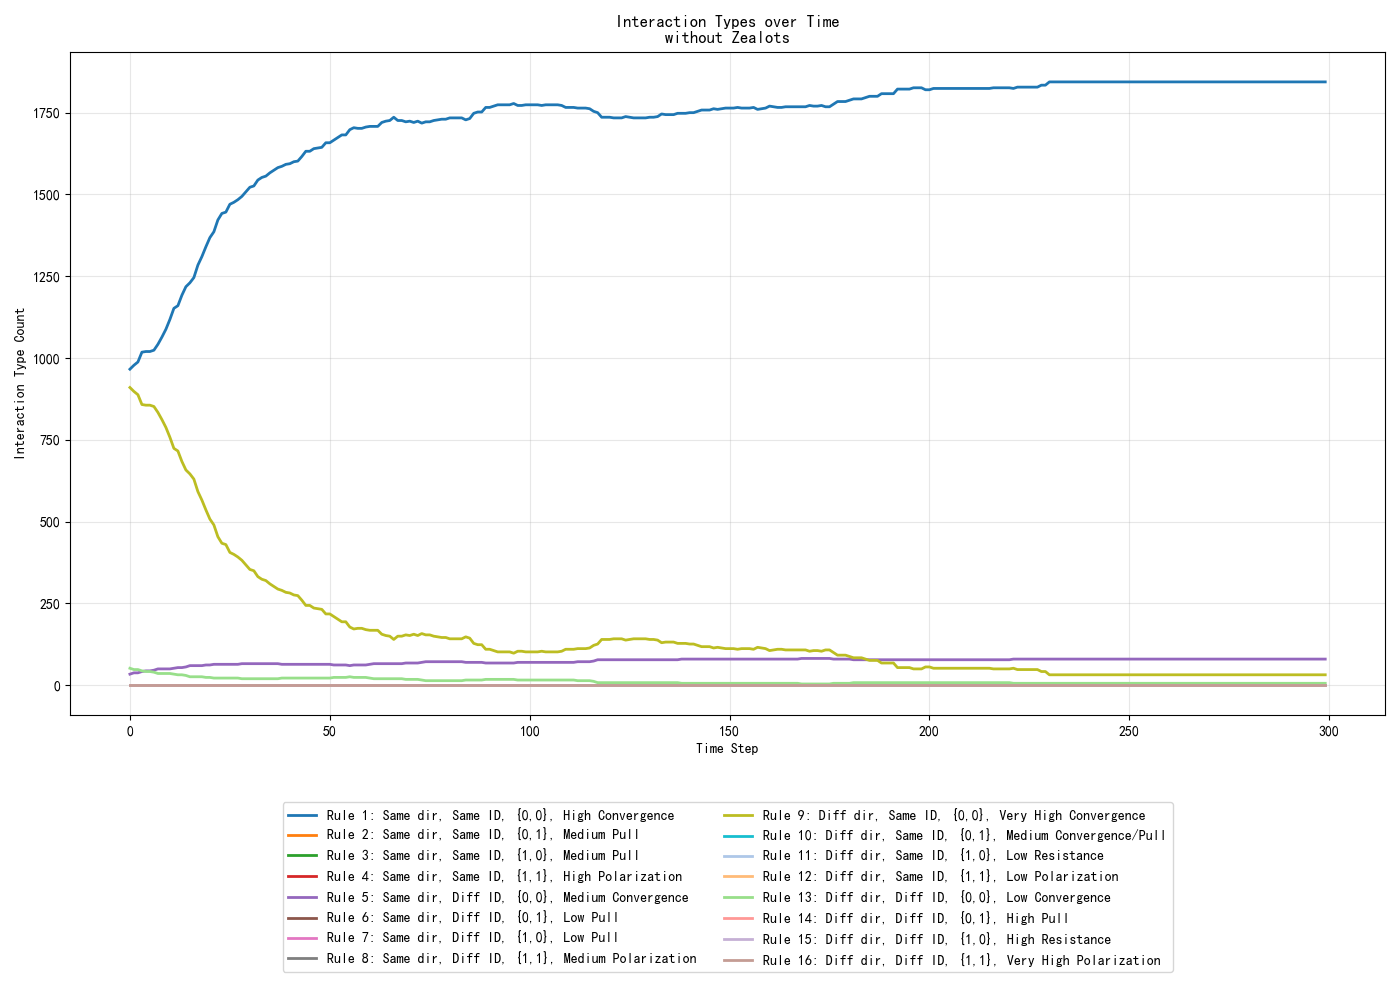 Interaction Types over Time
without Zealots
Interaction Type Count
1750
1500
1250
1000
750
500
250
0
0 50 100 150 200 250 300
Time Step
Rule 1: Same dir, Same ID, {0,0}, High Convergence
Rule 2: Same dir, Same ID, {0,1}, Medium Pull
Rule 3: Same dir, Same ID, {1,0}, Medium Pull
Rule 4: Same dir, Same ID, {1,1}, High Polarization
Rule 5: Same dir, Diff ID, {0,0}, Medium Convergence
Rule 6: Same dir, Diff ID, {0,1}, Low Pull
Rule 7: Same dir, Diff ID, {1,0}, Low Pull
Rule 8: Same dir, Diff ID, {1,1}, Medium Polarization
Rule 9: Diff dir, Same ID, {0,0}, Very High Convergence
Rule 10: Diff dir, Same ID, {0,1}, Medium Convergence/Pull
Rule 11: Diff dir, Same ID, {1,0}, Low Resistance
Rule 12: Diff dir, Same ID, {1,1}, Low Polarization
Rule 13: Diff dir, Diff ID, {0,0}, Low Convergence
Rule 14: Diff dir, Diff ID, {0,1}, High Pull
Rule 15: Diff dir, Diff ID, {1,0}, High Resistance
Rule 16: Diff dir, Diff ID, {1,1}, Very High Polarization